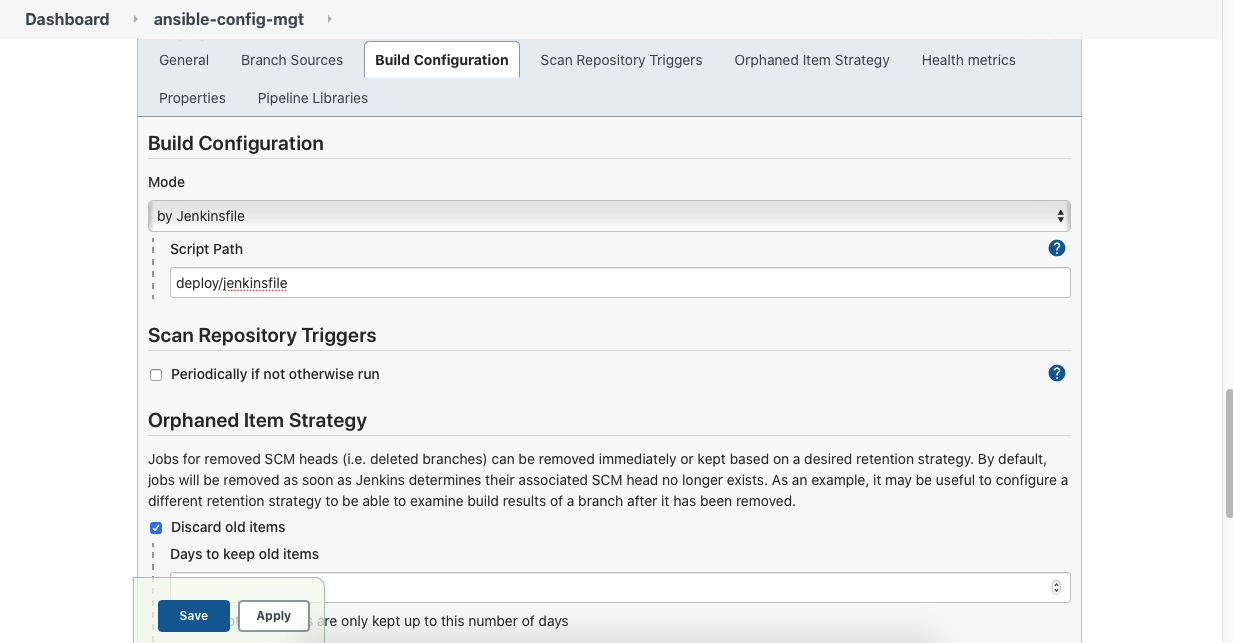 Dashboard ansible-config-mgt
General Branch Sources Build Configuration Scan Repository Triggers Orphaned Item Strategy Health metrics
Properties Pipeline Libraries
Build Configuration
Mode
by Jenkinsfile
Script Path
deploy/jenkinsfile
Scan Repository Triggers
Periodically if not otherwise run
Orphaned Item Strategy
Jobs for removed SCM heads (i.e. deleted branches) can be removed immediately or kept based on a desired retention strategy. By default,
jobs will be removed as soon as Jenkins determines their associated SCM head no longer exists. As an example, it may be useful to configure a
different retention strategy to be able to examine build results of a branch after it has been removed.
Discard old items
Days to keep old items
Save Apply
are only kept up to this number of days